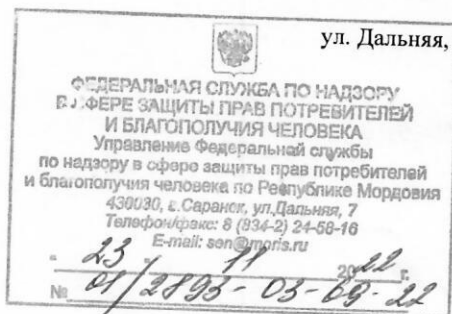 ул. Дальняя,
ФЕДЕРАЛЬНАЯ СЛУЖБА ПО НАДЗОРУ
В СФЕРЕ ЗАЩИТЫ ПРАВ ПОТРЕБИТЕЛЕЙ
И БЛАГОПОЛУЧИЯ ЧЕЛОВЕКА
Управление Федеральной службы
по надзору в сфере защиты прав потребителей
и благополучия человека по Республике Мордовия
430030, г.Саранск, ул.Дальняя, 7
Телефон/факс: 8 (834-2) 24-58-16
E-mail: sen@moris.ru
23 11 2022 г.
№ 01/2893-03-09-22